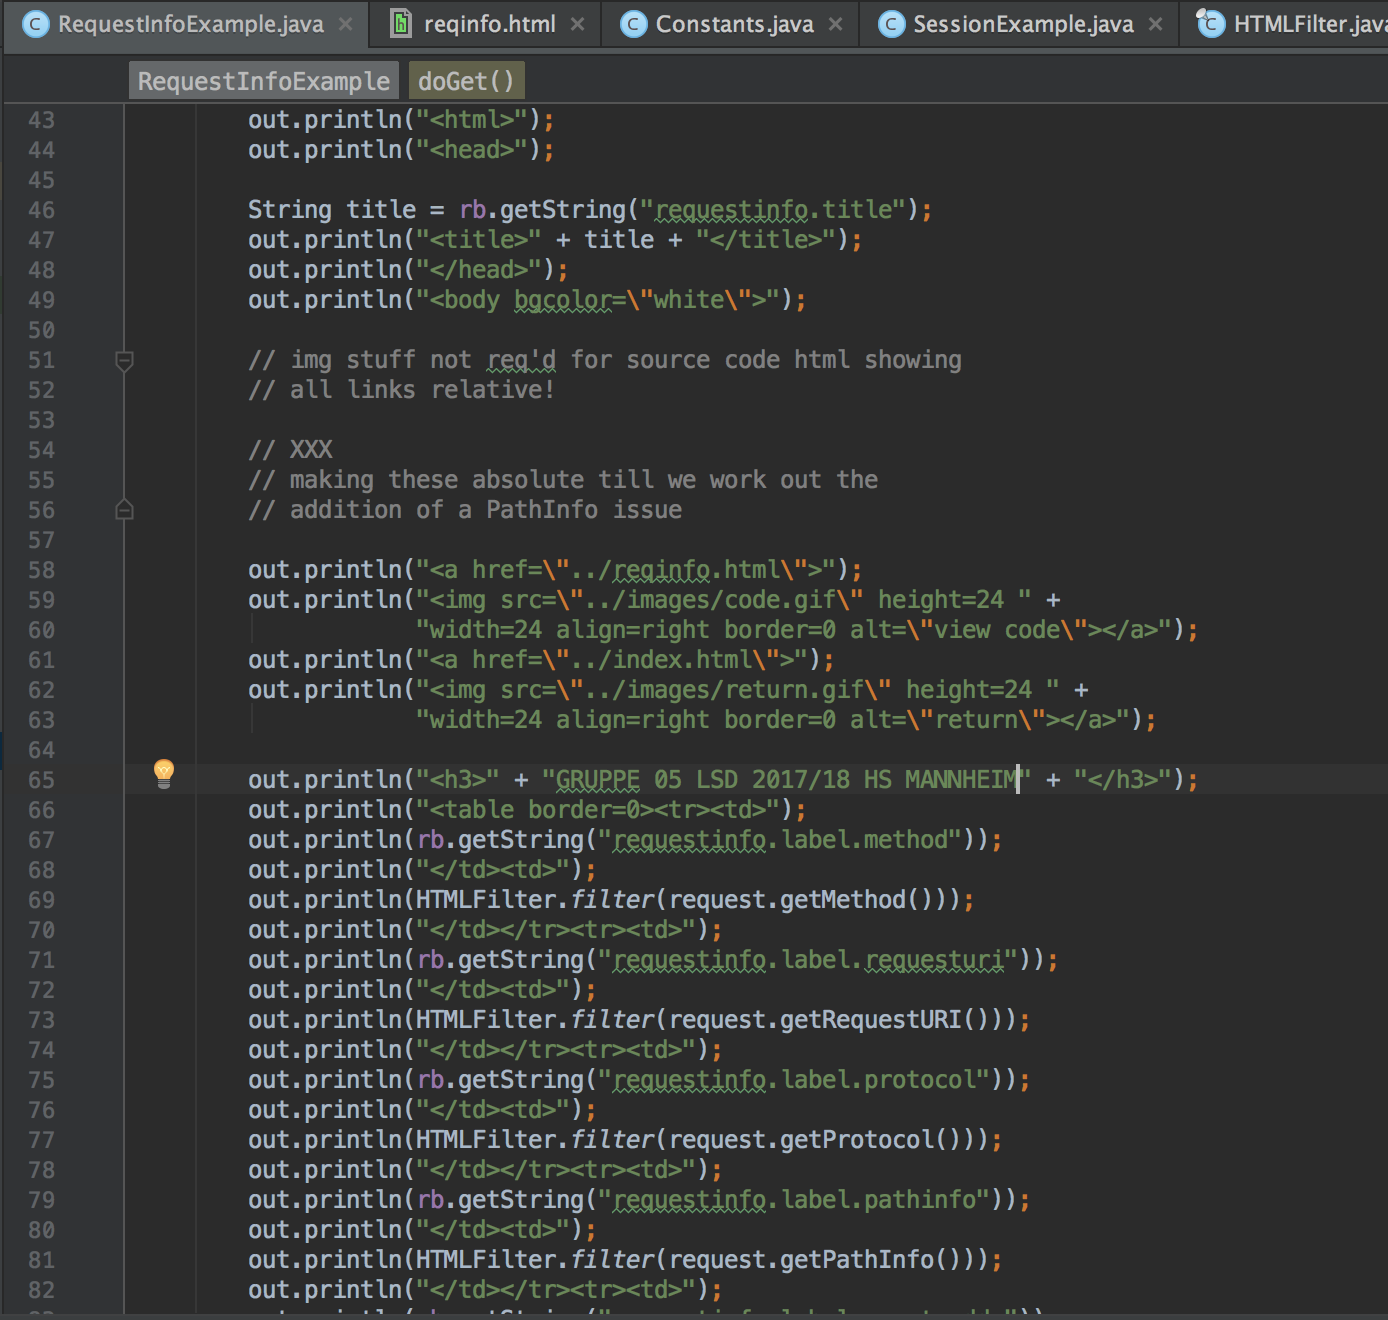 RequestInfoExample.java × reqinfo.html × Constants.java × SessionExample.java × HTMLFilter.java
RequestInfoExample doGet()
43 out.println("<html>");
44 out.println("<head>");
45
46 String title = rb.getString("requestinfo.title");
47 out.println("<title>" + title + "</title>");
48 out.println("</head>");
49 out.println("<body bgcolor=\"white\">");
50
51 // img stuff not req'd for source code html showing
52 // all links relative!
53
54 // XXX
55 // making these absolute till we work out the
56 // addition of a PathInfo issue
57
58 out.println("<a href=\"../reqinfo.html\">");
59 out.println("<img src=\"../images/code.gif\" height=24 " +
60 "width=24 align=right border=0 alt=\"view code\"></a>");
61 out.println("<a href=\"../index.html\">");
62 out.println("<img src=\"../images/return.gif\" height=24 " +
63 "width=24 align=right border=0 alt=\"return\"></a>");
64
65 out.println("<h3>" + "GRUPPE 05 LSD 2017/18 HS MANNHEIM" + "</h3>");
66 out.println("<table border=0><tr><td>");
67 out.println(rb.getString("requestinfo.label.method"));
68 out.println("</td><td>");
69 out.println(HTMLFilter.filter(request.getMethod()));
70 out.println("</td></tr><tr><td>");
71 out.println(rb.getString("requestinfo.label.requesturi"));
72 out.println("</td><td>");
73 out.println(HTMLFilter.filter(request.getRequestURI()));
74 out.println("</td></tr><tr><td>");
75 out.println(rb.getString("requestinfo.label.protocol"));
76 out.println("</td><td>");
77 out.println(HTMLFilter.filter(request.getProtocol()));
78 out.println("</td></tr><tr><td>");
79 out.println(rb.getString("requestinfo.label.pathinfo"));
80 out.println("</td><td>");
81 out.println(HTMLFilter.filter(request.getPathInfo()));
82 out.println("</td></tr><tr><td>");